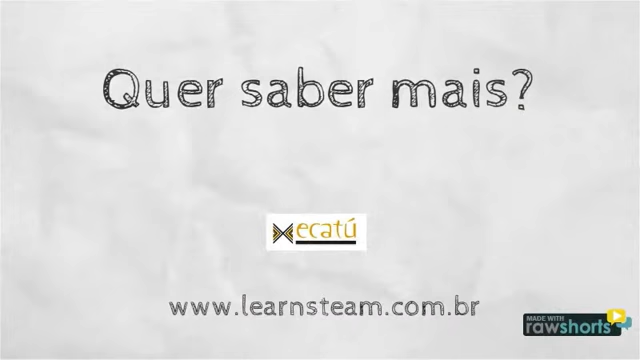 Quer saber mais?
ecatú
www.learnsteam.com.br
MADE WITH
rawshorts